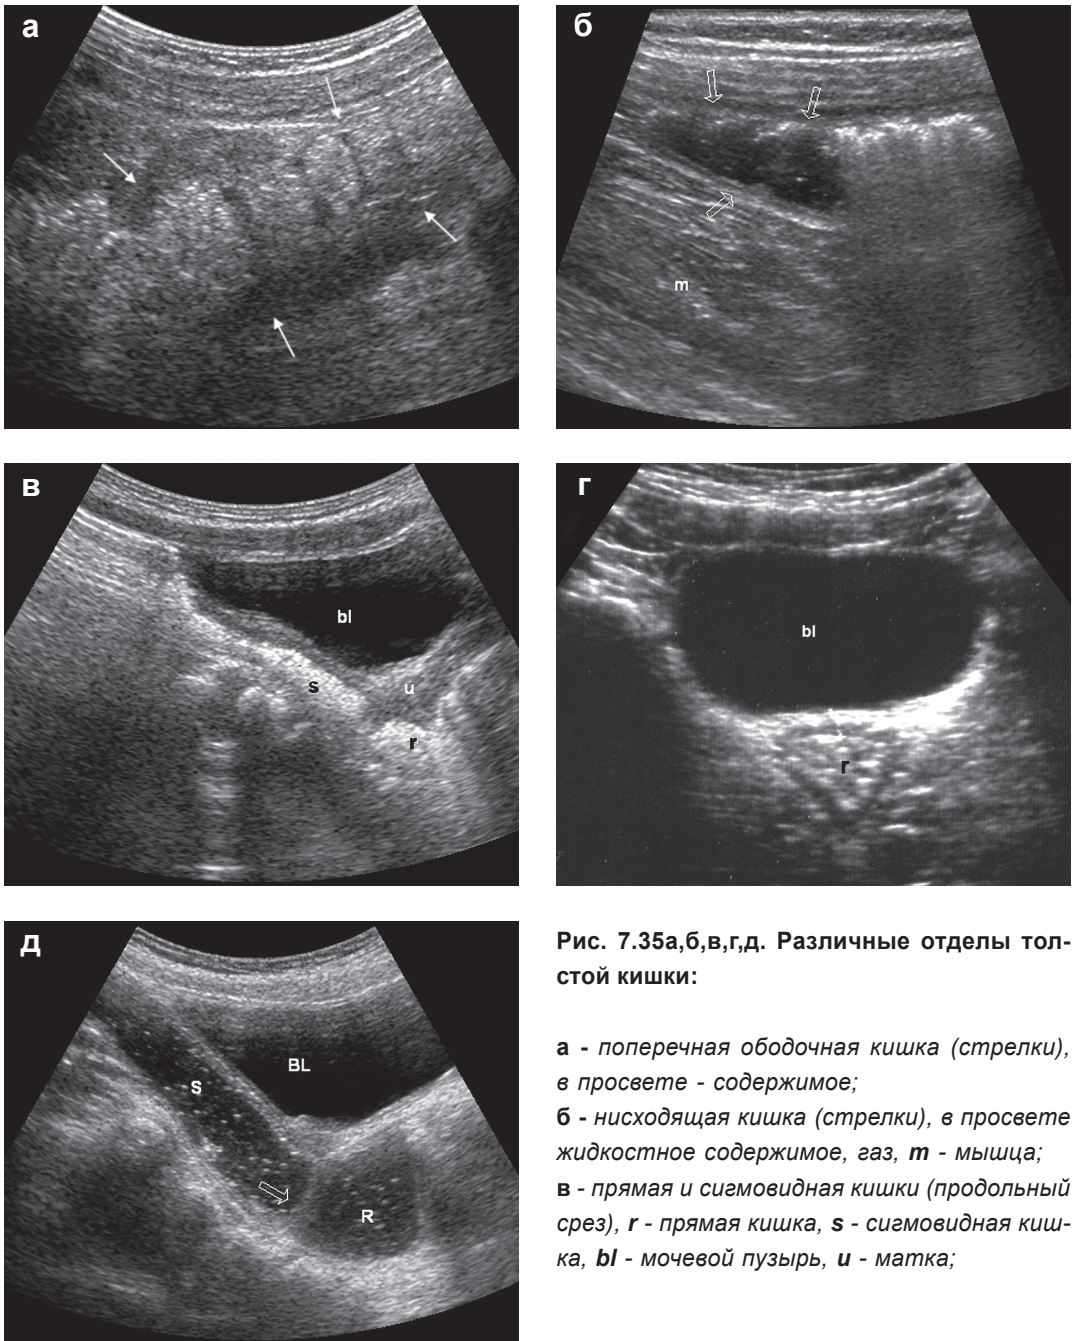 а
б
m
в
bl
s
u
r
г
bl
r
д
BL
S
R
Рис. 7.35а,б,в,г,д. Различные отделы тол-
стой кишки:
а - поперечная ободочная кишка (стрелки),
в просвете - содержимое;
б - нисходящая кишка (стрелки), в просвете
жидкостное содержимое, газ, m - мышца;
в - прямая и сигмовидная кишки (продольный
срез), r - прямая кишка, s - сигмовидная киш-
ка, bl - мочевой пузырь, u - матка;